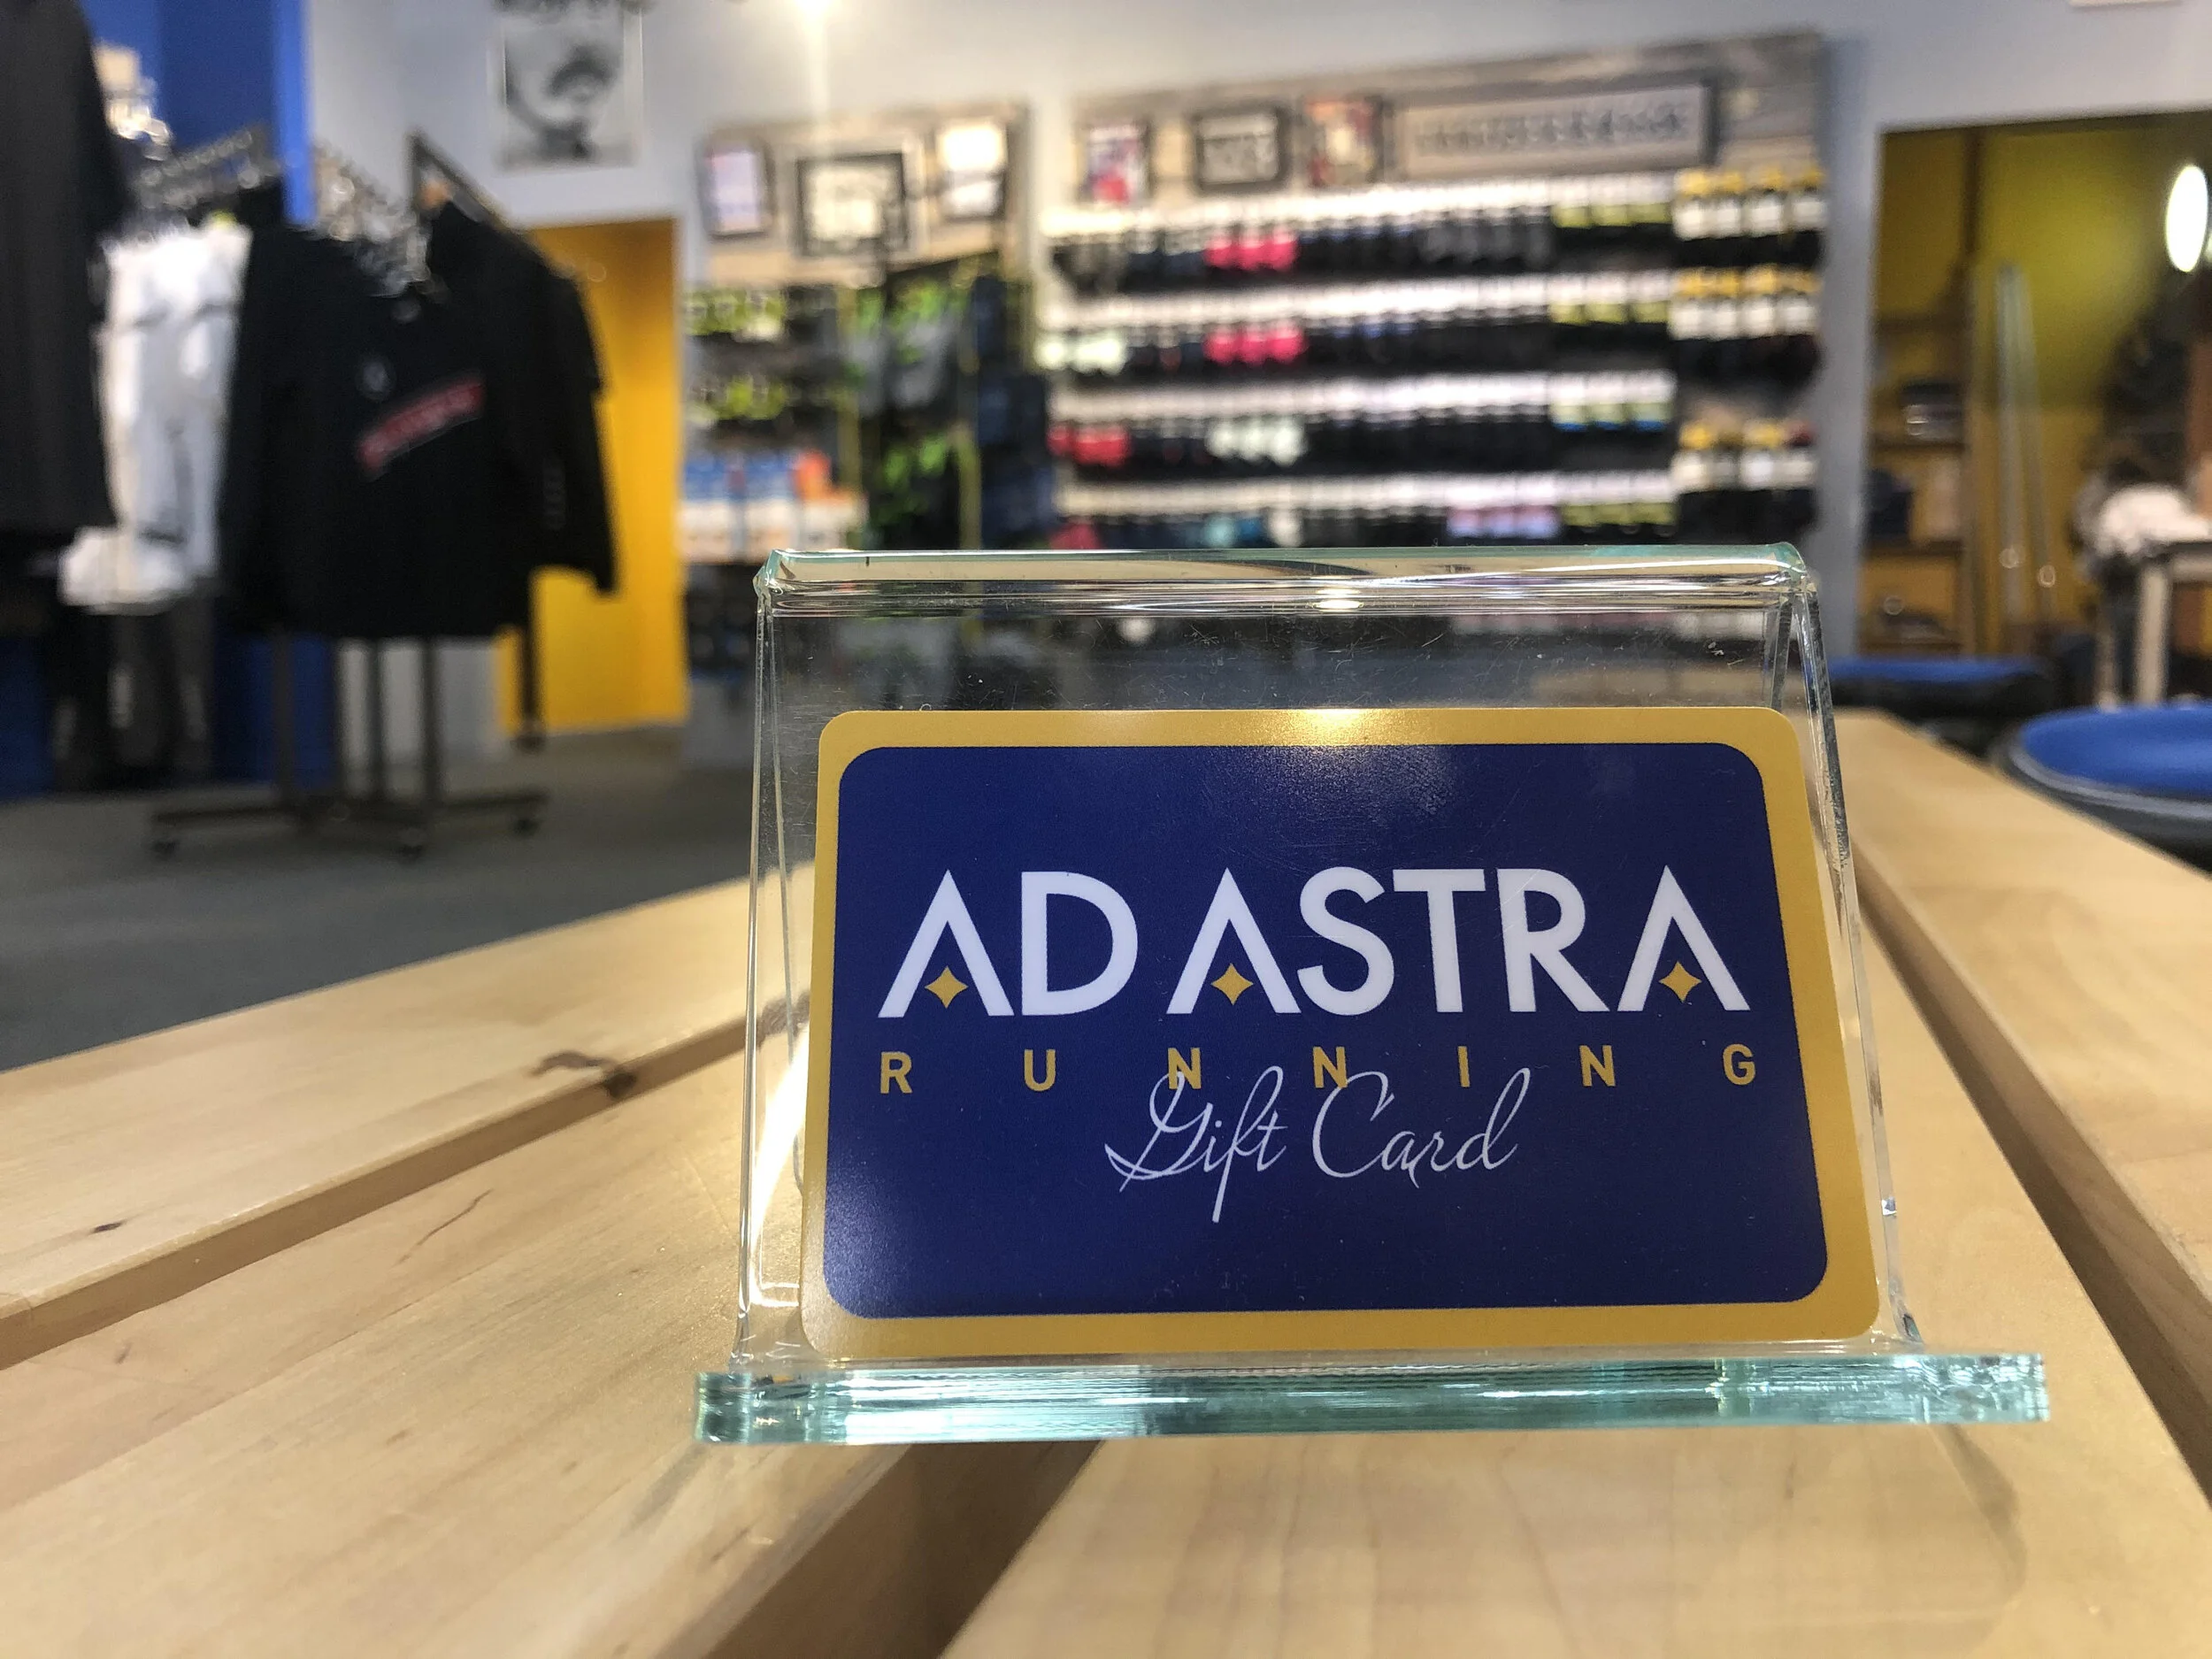 AD ASTRA
RUNNING
Gift Card